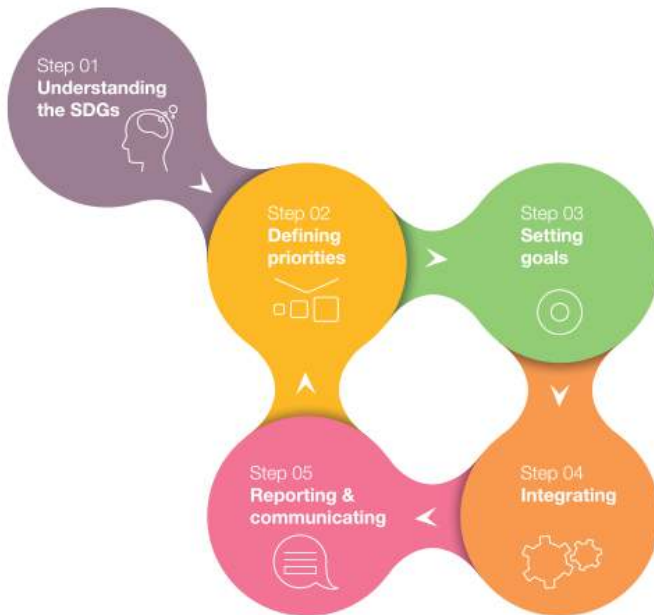 Step 01
Understanding
the SDGs
Step 02
Defining
priorities
Step 03
Setting
goals
Step 04
Integrating
Step 05
Reporting &
communicating